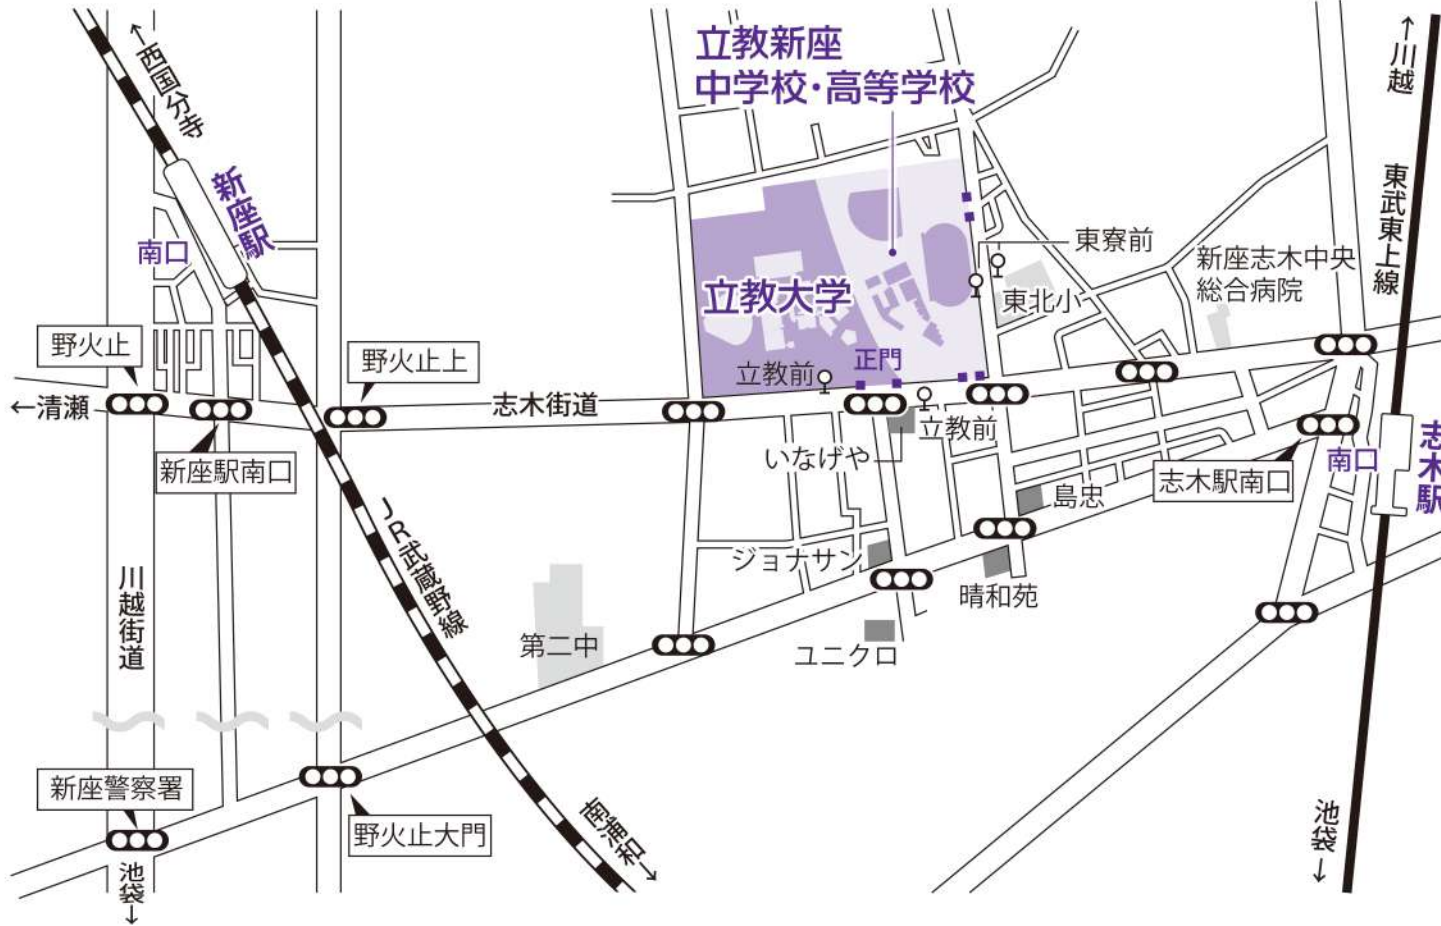 立教新座
中学校・高等学校
←西国分寺
↑川越
東武東上線
新座駅
南口
東寮前
新座志木中央
総合病院
東北小
立教大学
野火止
野火止上
立教前
正門
←清瀬
志木街道
立教前
新座駅南口
いなげや
島忠
志木駅南口
南口
志木駅
JR武蔵野線
ジョナサン
晴和苑
川越街道
第二中
ユニクロ
新座警察署
野火止大門
南浦和→
池袋↓
池袋↓